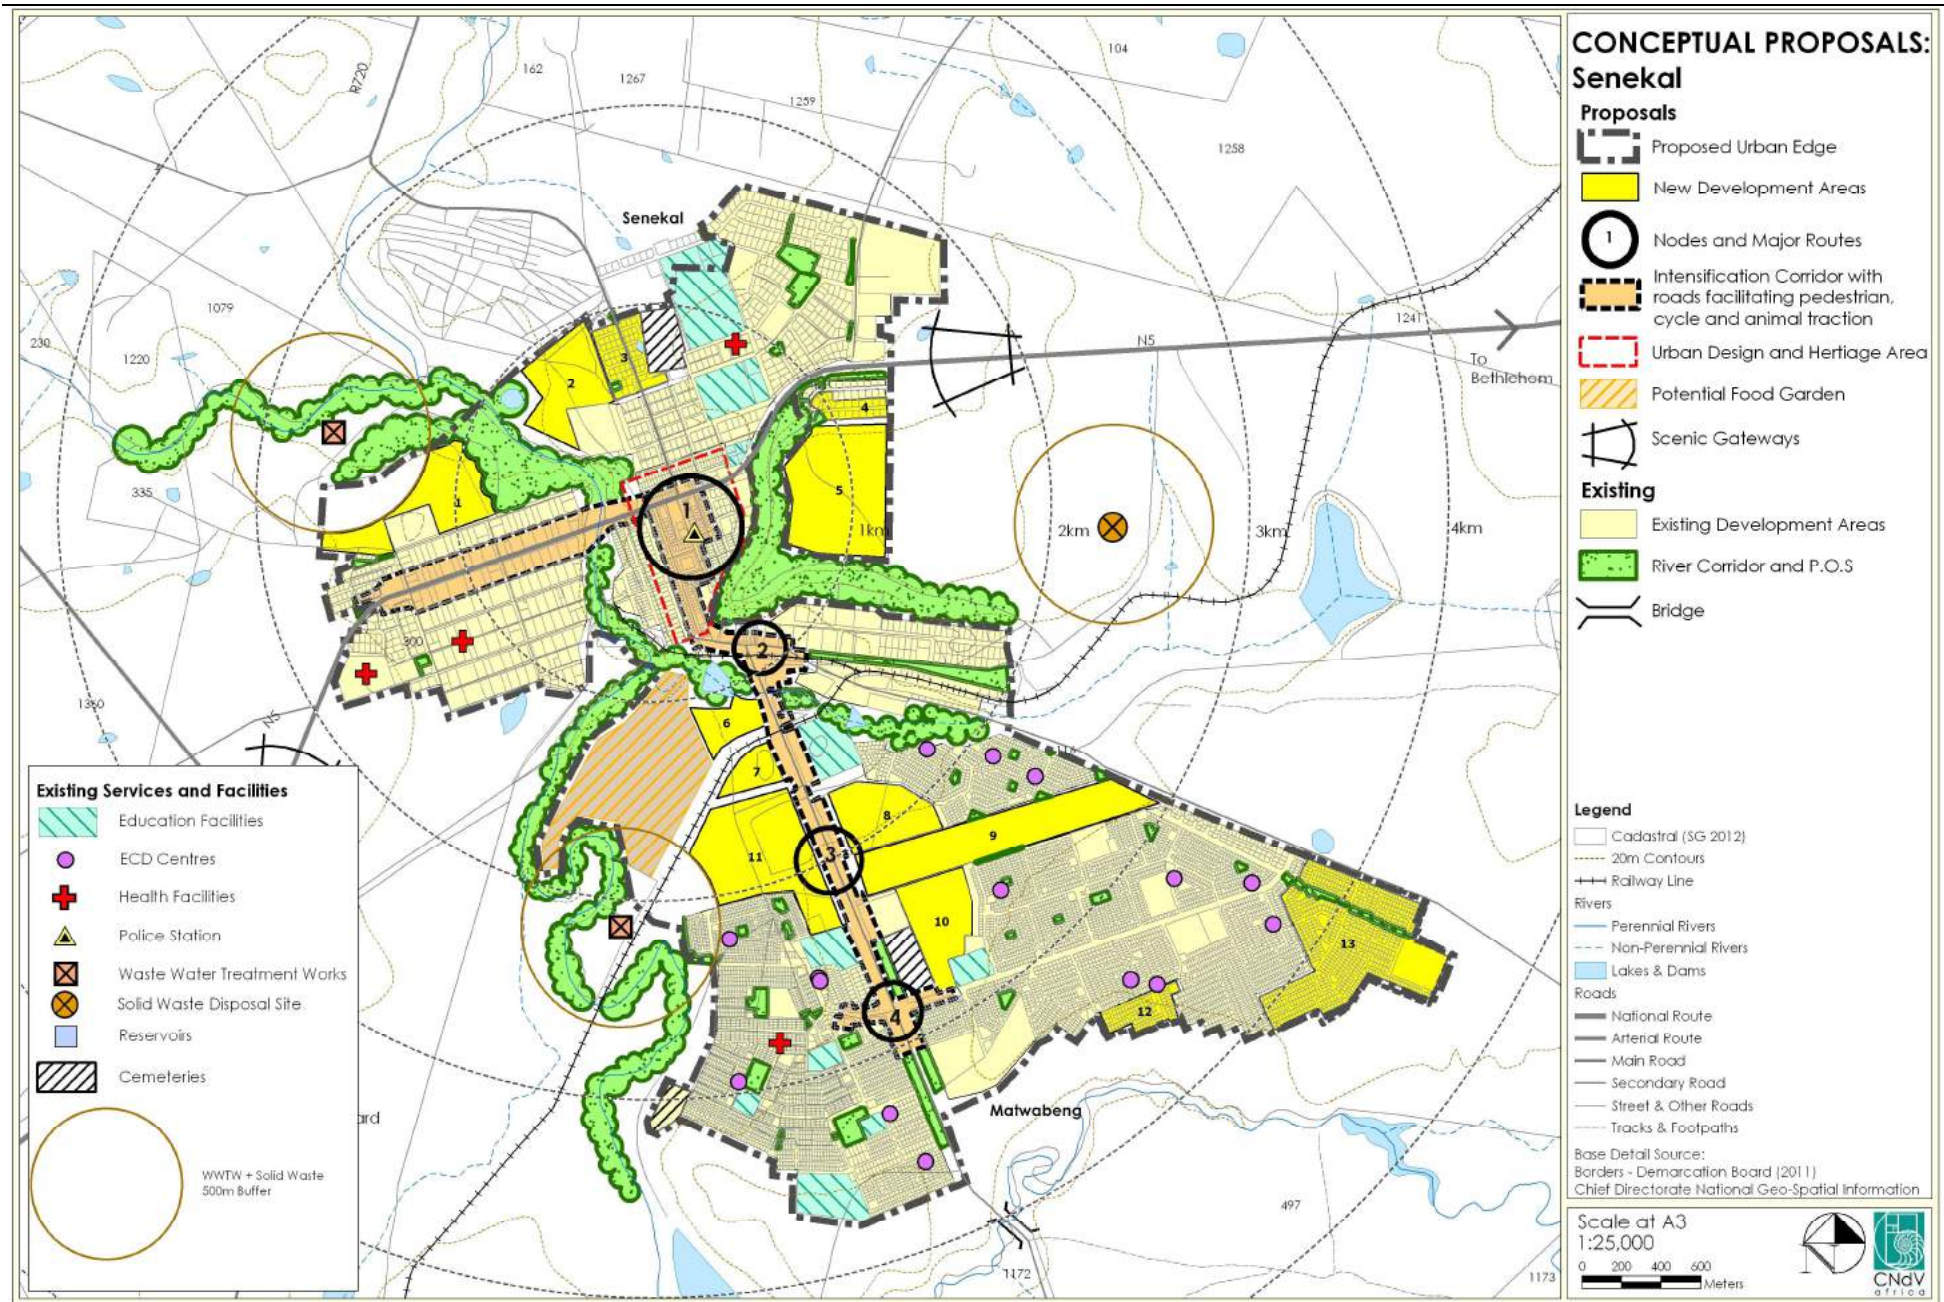 CONCEPTUAL PROPOSALS:
Senekal
Proposals
Proposed Urban Edge
New Development Areas
1
Nodes and Major Routes
Intensification Corridor with
roads facilitating pedestrian,
cycle and animal traction
Urban Design and Hertiage Area
Potential Food Garden
Scenic Gateways
Existing
Existing Development Areas
River Corridor and P.O.S
Bridge
Legend
Cadastral (SG 2012)
20m Contours
Railway Line
Rivers
Perennial Rivers
Non-Perennial Rivers
Lakes & Dams
Roads
National Route
Arterial Route
Main Road
Secondary Road
Street & Other Roads
Tracks & Footpaths
Base Detail Source:
Borders - Demarcation Board (2011)
Chief Directorate National Geo-Spatial Information
Scale at A3
1:25,000
0 200 400 600
Meters
CNdV
africa
Existing Services and Facilities
Education Facilities
ECD Centres
Health Facilities
Police Station
Waste Water Treatment Works
Solid Waste Disposal Site
Reservoirs
Cemeteries
WWTW + Solid Waste
500m Buffer
R720
162
1267
1259
104
1258
Senekal
1079
230
1220
335
1241
N5
To
Bethlehem
3
2
4
5
1
1
1km
2km
3km
4km
300
2
1350
N5
6
7
8
9
3
11
10
13
12
4
ard
Matwabeng
497
1172
1173